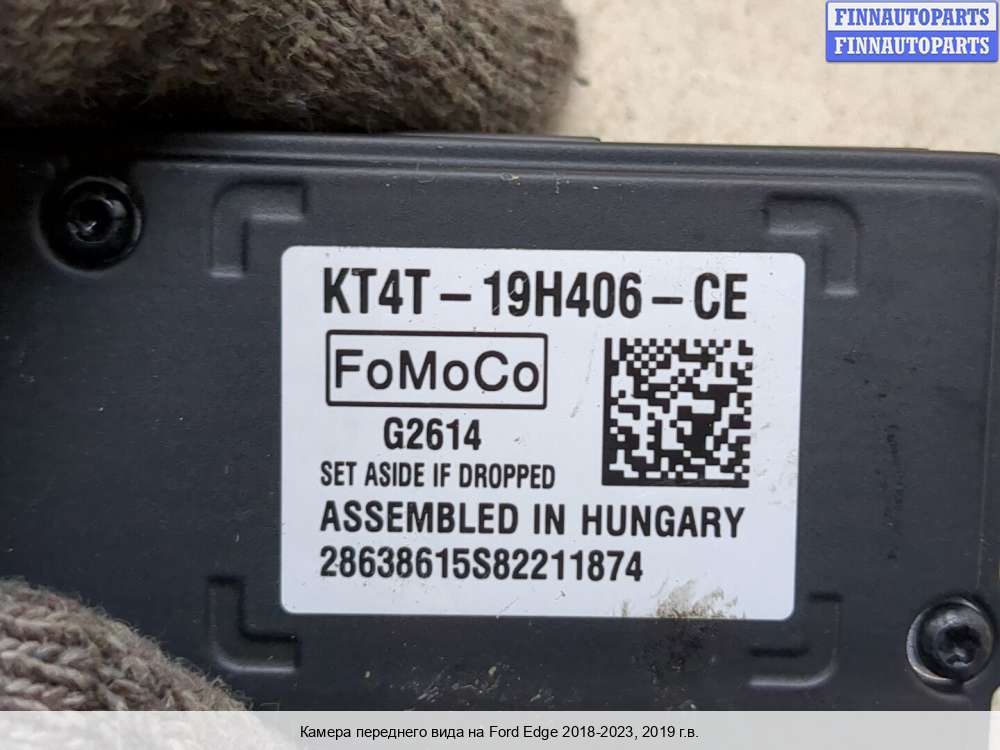 FINNAUTOPARTS
FINNAUTOPARTS
KT4T - 19H406 - CE
FoMoCo
G2614
SET ASIDE IF DROPPED
ASSEMBLED IN HUNGARY
28638615S82211874
Камера переднего вида на Ford Edge 2018-2023, 2019 г.в.